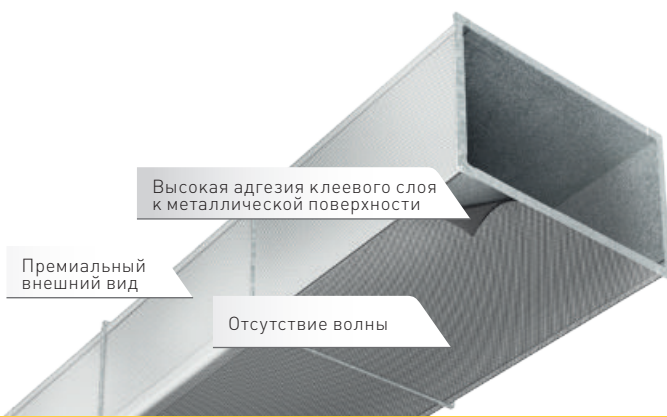 Высокая адгезия клеевого слоя
к металлической поверхности
Премиальный
внешний вид
Отсутствие волны